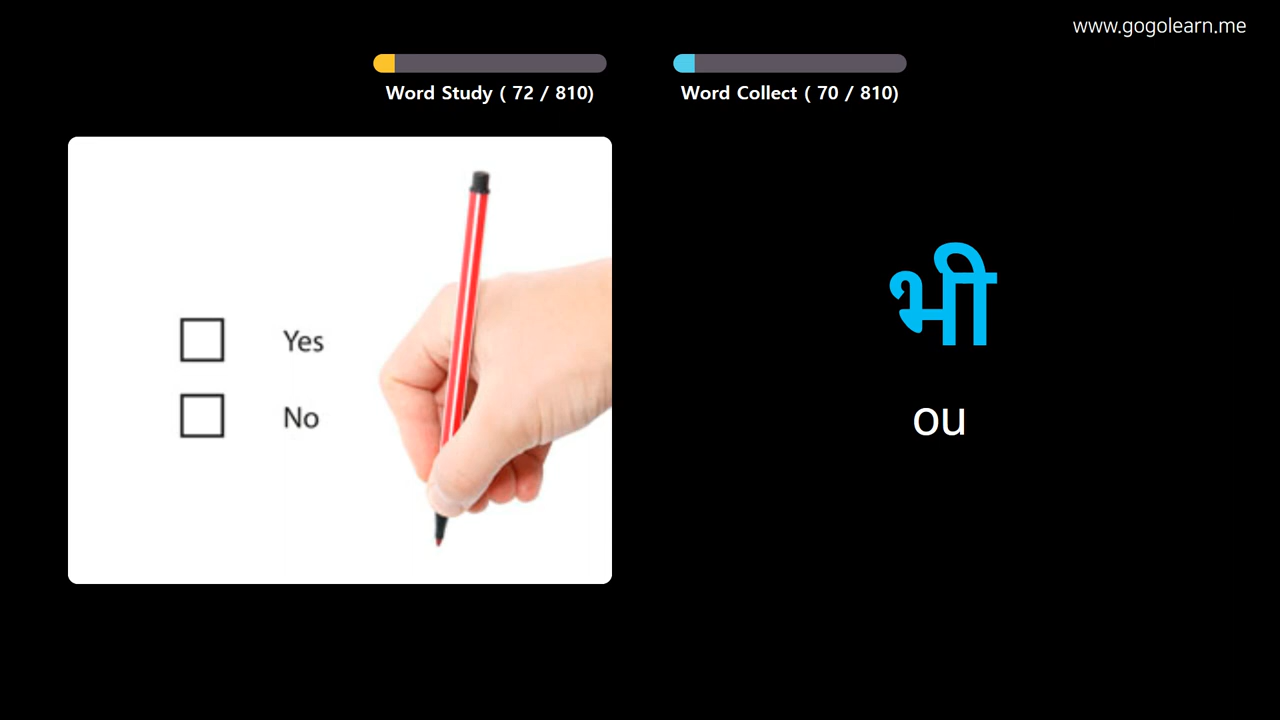 www.gogolearn.me
Word Study ( 72 / 810)
Word Collect ( 70 / 810)
Yes
No
भी
ou